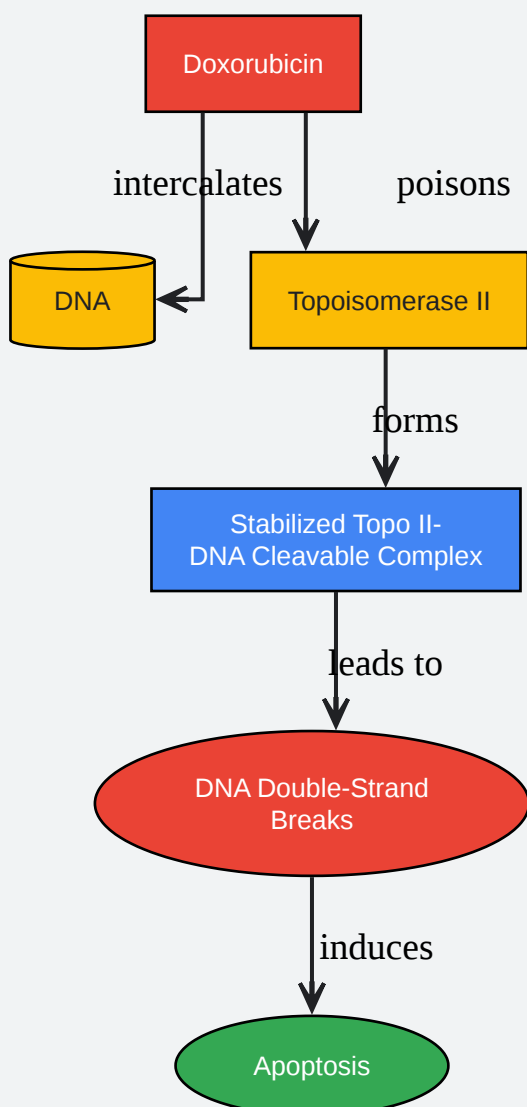 Doxorubicin
intercalates
poisons
DNA
Topoisomerase II
forms
Stabilized Topo II-
DNA Cleavable Complex
leads to
DNA Double-Strand
Breaks
induces
Apoptosis